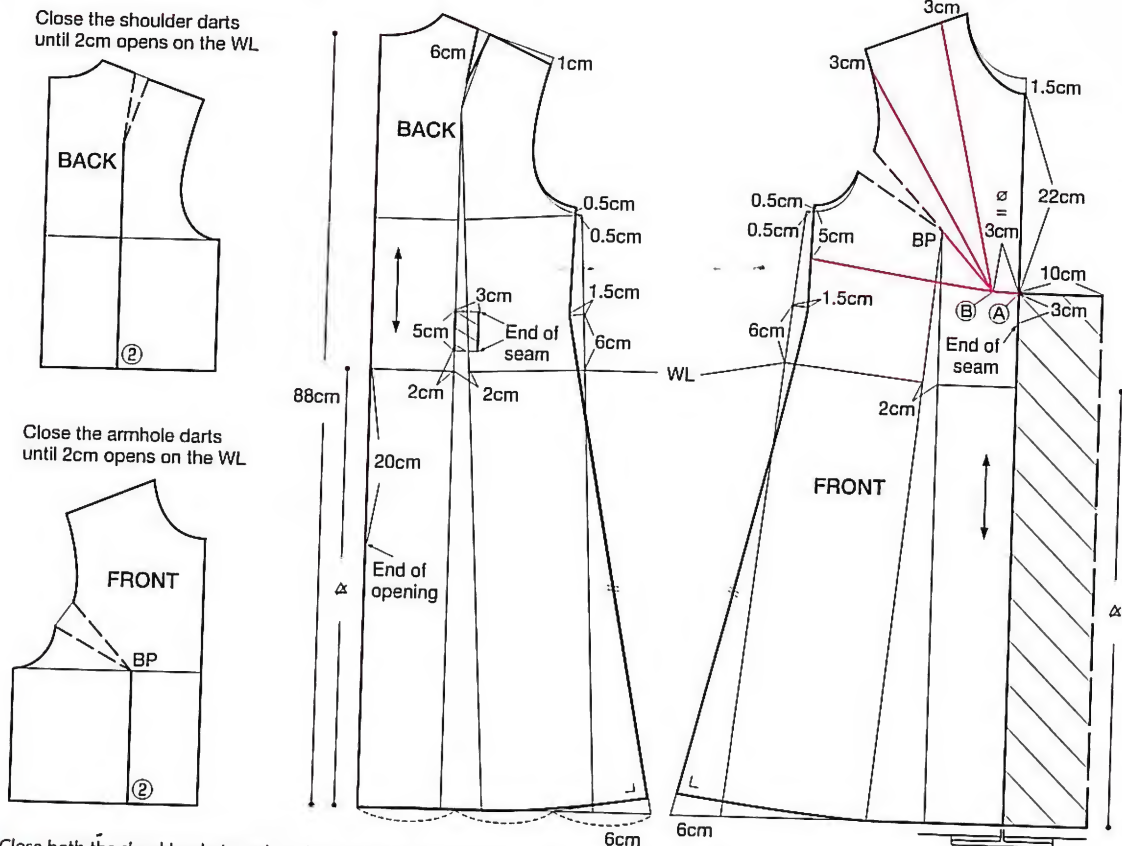 Close the shoulder darts
until 2cm opens on the WL
BACK
②
Close the armhole darts
until 2cm opens on the WL
FRONT
BP
②
6cm
1cm
BACK
0.5cm
0.5cm
3cm
1.5cm
5cm
End of
seam
6cm
2cm
2cm
WL
88cm
20cm
End of
opening
6cm
3cm
3cm
1.5cm
ø
=
3cm
22cm
0.5cm
0.5cm
5cm
BP
10cm
1.5cm
Ⓑ
Ⓐ
3cm
6cm
End of
seam
2cm
FRONT
6cm